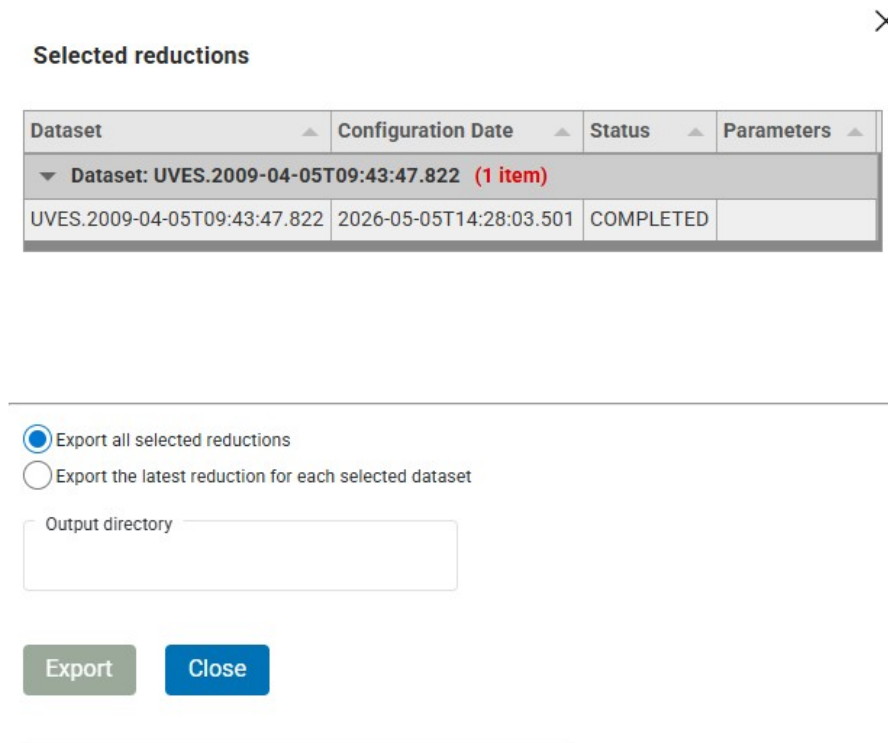 Selected reductions
Dataset Configuration Date Status Parameters
Dataset: UVES.2009-04-05T09:43:47.822 (1 item)
UVES.2009-04-05T09:43:47.822 2026-05-05T14:28:03.501 COMPLETED
Export all selected reductions
Export the latest reduction for each selected dataset
Output directory
Export Close